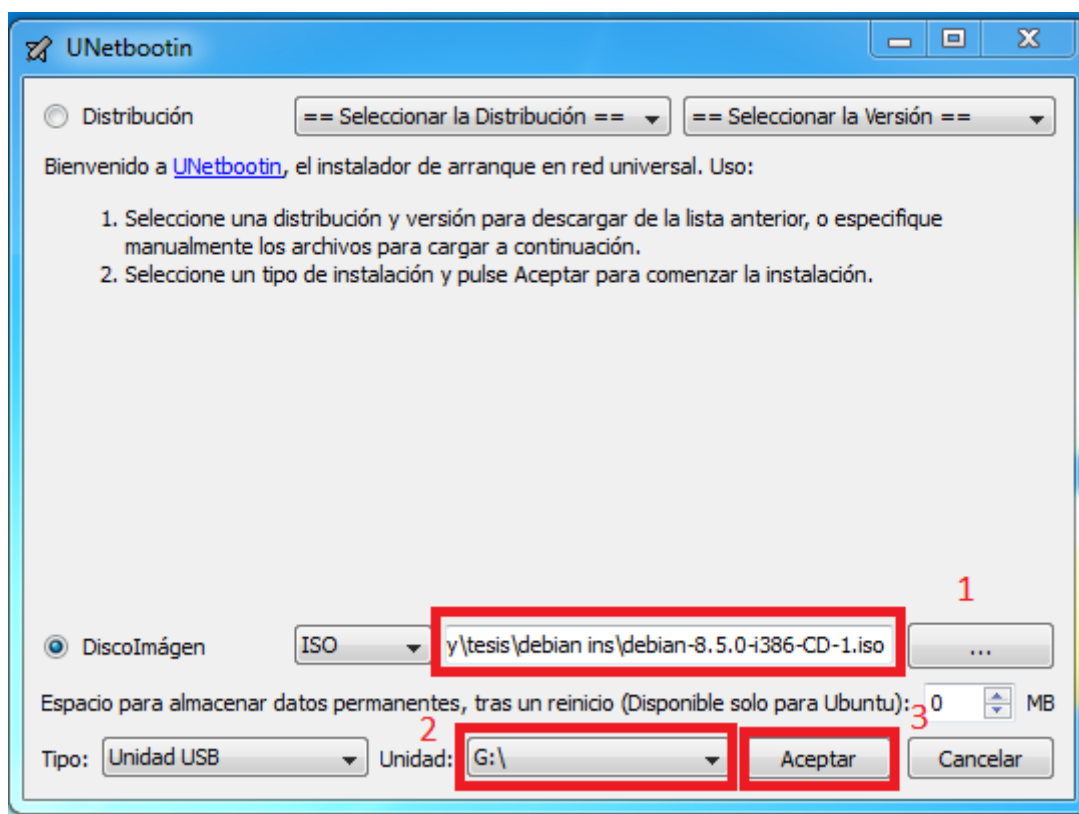 UNetbootin
Distribución == Seleccionar la Distribución == == Seleccionar la Versión ==
Bienvenido a UNetbootin, el instalador de arranque en red universal. Uso:
1. Seleccione una distribución y versión para descargar de la lista anterior, o especifique
manualmente los archivos para cargar a continuación.
2. Seleccione un tipo de instalación y pulse Aceptar para comenzar la instalación.
1
DiscoImágen ISO y\tesis\debian ins\debian-8.5.0-i386-CD-1.iso ...
Espacio para almacenar datos permanentes, tras un reinicio (Disponible solo para Ubuntu): 0 MB
2 3
Tipo: Unidad USB Unidad: G:\ Aceptar Cancelar